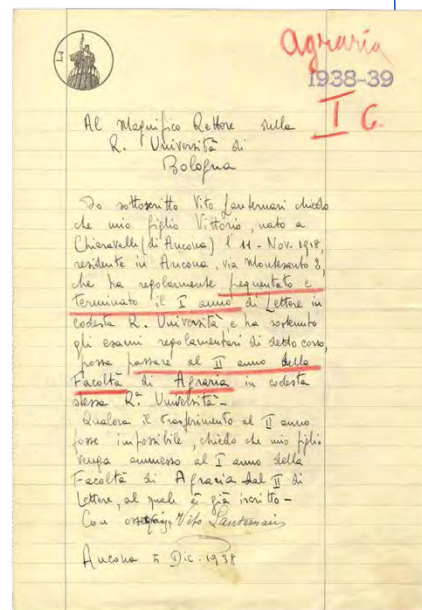 Agraria
1938-39
I C.
Al Magnifico Rettore della
R. Università di
Bologna
Io sottoscritto Vito Lanternari chiedo
che mio figlio Vittorio, nato a
Chiaravalle (di Ancona) l' 11 - Nov. 1918,
residente in Ancona, via Montesanto 8,
che ha regolarmente frequentato e
terminato il I anno di Lettere in
codesta R. Università, e ha sostenuto
gli esami regolamentari di detto corso,
possa passare al II anno della
Facoltà di Agraria in codesta
stessa R. Università -
Qualora il trasferimento al II anno
fosse impossibile, chiedo che mio figlio
venga ammesso al I anno della
Facoltà di Agraria dal II di
Lettere, al quale è già iscritto -
Con ossequi, Vito Lanternari
Ancona 5 Dic. 1938